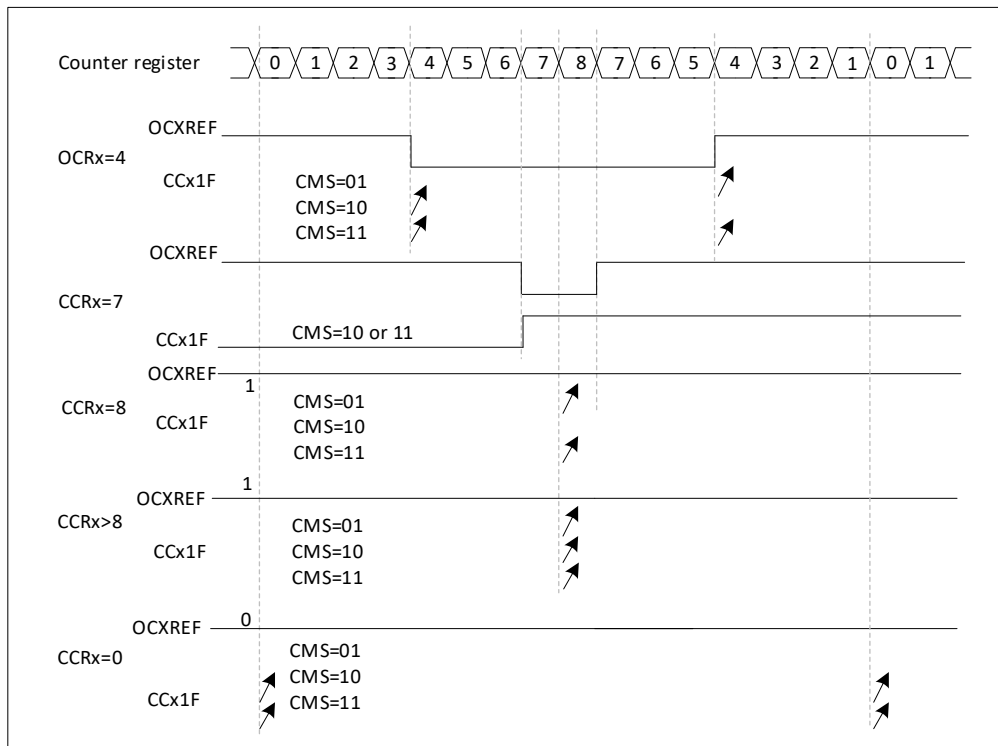 Counter register 0 1 2 3 4 5 6 7 8 7 6 5 4 3 2 1 0 1
OCXREF
OCRx=4
CCx1F CMS=01
CMS=10
CMS=11
OCXREF
CCRx=7
CCx1F CMS=10 or 11
OCXREF 1
CCRx=8
CMS=01
CCx1F CMS=10
CMS=11
OCXREF 1
CCRx>8
CMS=01
CCx1F CMS=10
CMS=11
OCXREF 0
CCRx=0
CMS=01
CMS=10
CCx1F CMS=11